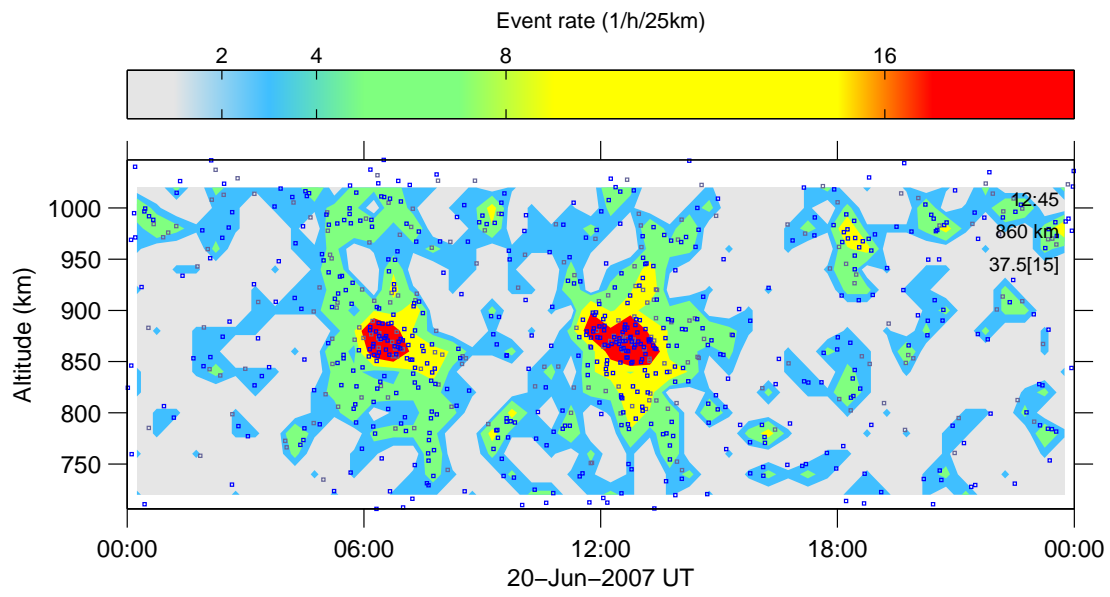 Event rate (1/h/25km)
2 4 8 16
1000
950
900
850
800
750
Altitude (km)
12:45
860 km
37.5[15]
00:00 06:00 12:00 18:00 00:00
20−Jun−2007 UT